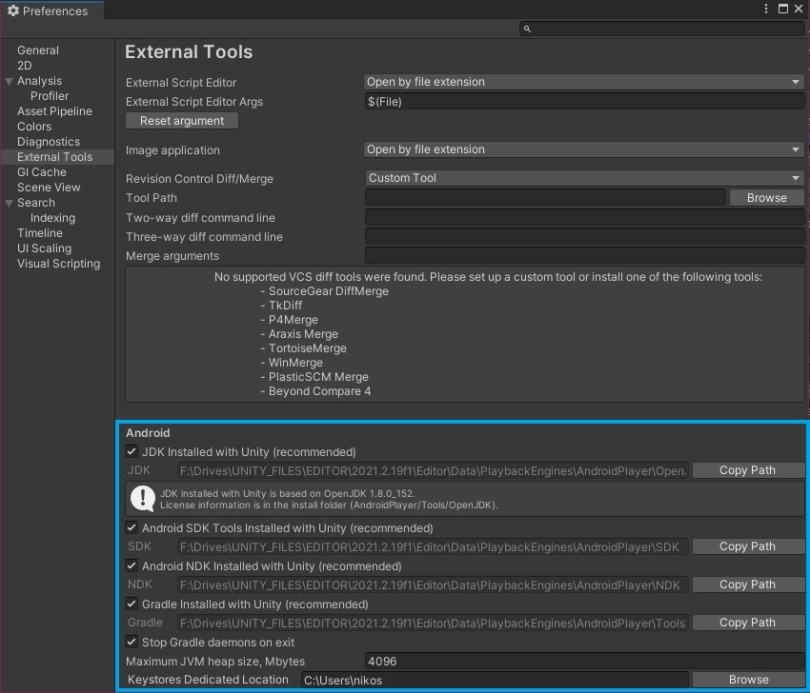 Preferences
General
2D
Analysis
Profiler
Asset Pipeline
Colors
Diagnostics
External Tools
GI Cache
Scene View
Search
Indexing
Timeline
UI Scaling
Visual Scripting
External Tools
External Script Editor Open by file extension
External Script Editor Args $(File)
Reset argument
Image application Open by file extension
Revision Control Diff/Merge Custom Tool
Tool Path Browse
Two-way diff command line
Three-way diff command line
Merge arguments
No supported VCS diff tools were found. Please set up a custom tool or install one of the following tools:
- SourceGear DiffMerge
- TkDiff
- P4Merge
- Araxis Merge
- TortoiseMerge
- WinMerge
- PlasticSCM Merge
- Beyond Compare 4
Android
JDK Installed with Unity (recommended)
JDK F:\Drives\UNITY_FILES\EDITOR\2021.2.19f1\Editor\Data\PlaybackEngines\AndroidPlayer\Open. Copy Path
JDK installed with Unity is based on OpenJDK 1.8.0_152.
License information is in the install folder (AndroidPlayer/Tools/OpenJDK).
Android SDK Tools Installed with Unity (recommended)
SDK F:\Drives\UNITY_FILES\EDITOR\2021.2.19f1\Editor\Data\PlaybackEngines\AndroidPlayer\SDK Copy Path
Android NDK Installed with Unity (recommended)
NDK F:\Drives\UNITY_FILES\EDITOR\2021.2.19f1\Editor\Data\PlaybackEngines\AndroidPlayer\NDK Copy Path
Gradle Installed with Unity (recommended)
Gradle F:\Drives\UNITY_FILES\EDITOR\2021.2.19f1\Editor\Data\PlaybackEngines\AndroidPlayer\Tools Copy Path
Stop Gradle daemons on exit
Maximum JVM heap size, Mbytes 4096
Keystores Dedicated Location C:\Users\nikos Browse